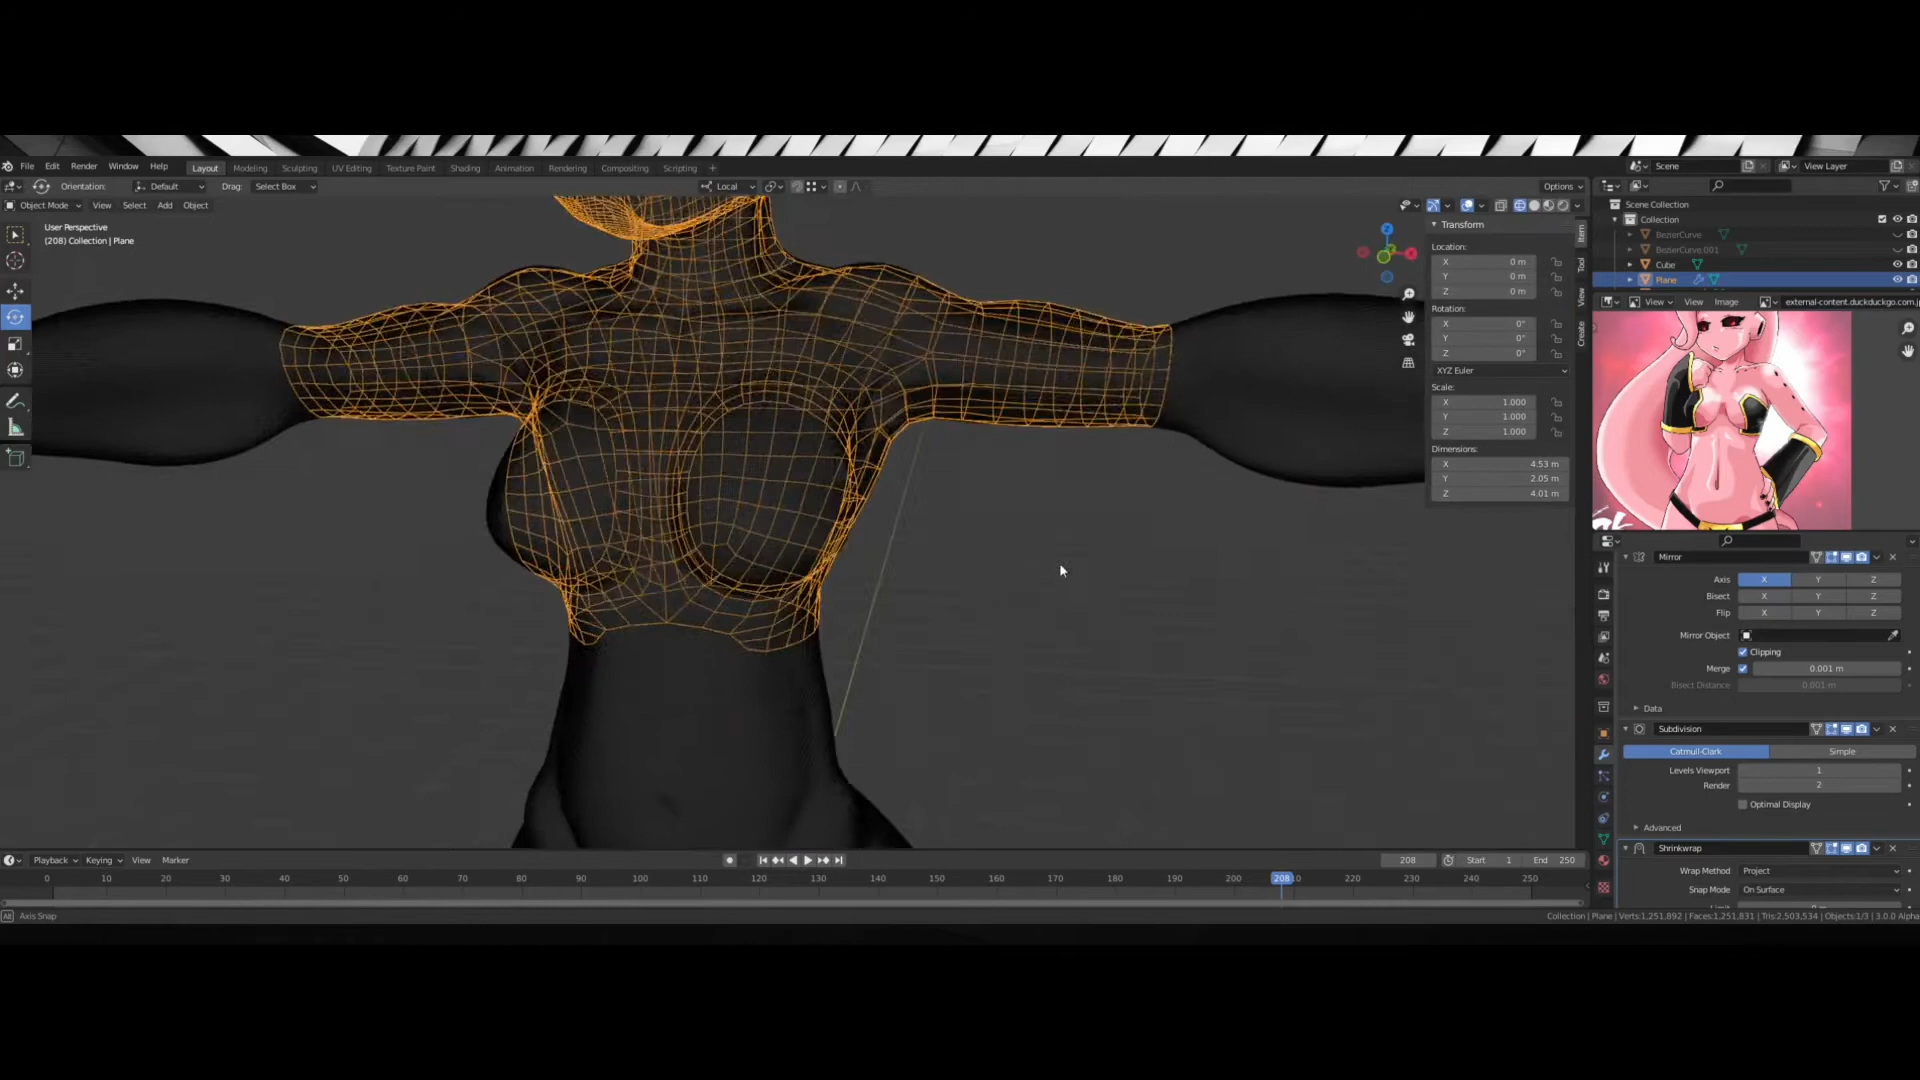 File Edit Render Window Help Layout Modeling Sculpting UV Editing Texture Paint Shading Animation Rendering Compositing Scripting + Scene View Layer
Orientation: Default Drag: Select Box Local Options
Object Mode View Select Add Object
User Perspective
(208) Collection | Plane
Transform
Location:
X 0 m
Y 0 m
Z 0 m
Rotation:
X 0°
Y 0°
Z 0°
XYZ Euler
Scale:
X 1.000
Y 1.000
Z 1.000
Dimensions:
X 4.53 m
Y 2.05 m
Z 4.01 m
Item
Tool
View
Create
Scene Collection
Collection
BezierCurve
BezierCurve.001
Cube
Plane
View View Image external-content.duckduckgo.com.j
Mirror
Axis X Y Z
Bisect X Y Z
Flip X Y Z
Mirror Object
Clipping
Merge 0.001 m
Bisect Distance 0.001 m
Data
Subdivision
Catmull-Clark Simple
Levels Viewport 1
Render 2
Optimal Display
Advanced
Shrinkwrap
Wrap Method Project
Snap Mode On Surface
Playback Keying View Marker 208 Start 1 End 250
0 10 20 30 40 50 60 70 80 90 100 110 120 130 140 150 160 170 180 190 200 208 220 230 240 250
Alt Axis Snap
Collection | Plane | Verts:1,251,892 | Faces:1,251,831 | Tris:2,503,534 | Objects:1/3 | 3.0.0 Alpha